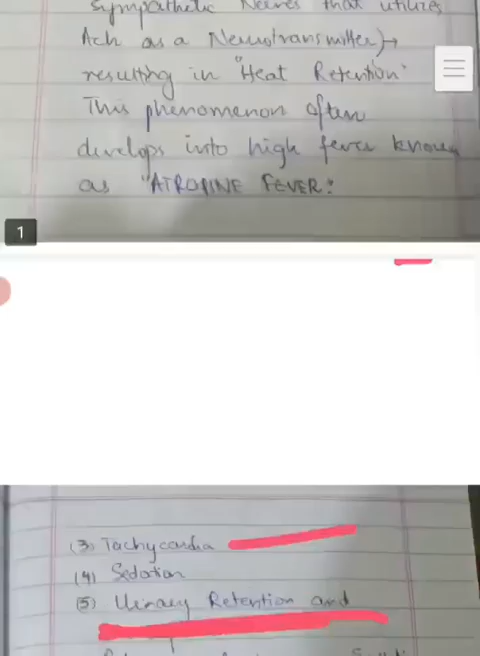 Sympathetic Nerves that utilizes
Ach as a Neurotransmitter)→
resulting in "Heat Retention"
This phenomenon often
develops into high fever known
as "ATROPINE FEVER:
1
(3) Tachycardia
(4) Sedation
(5) Urinary Retention and